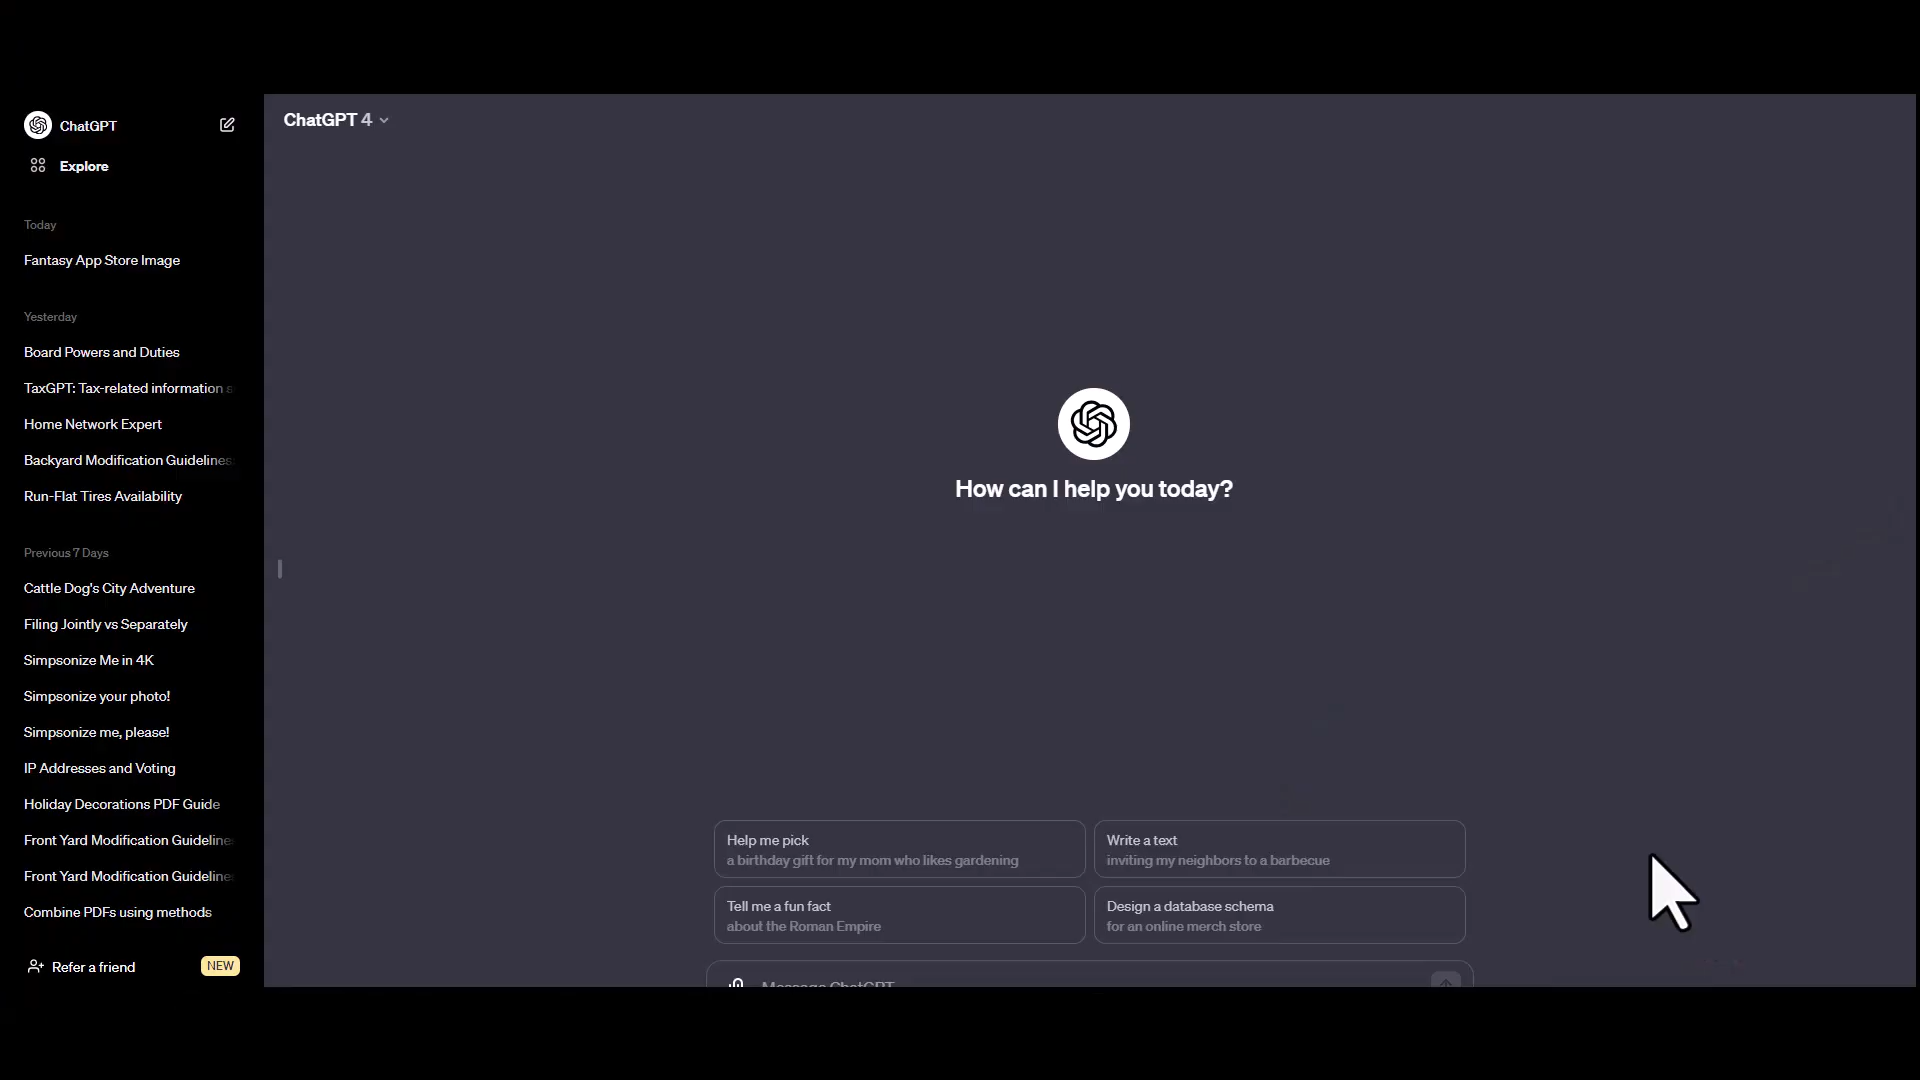 ChatGPT
Explore
Today
Fantasy App Store Image
Yesterday
Board Powers and Duties
TaxGPT: Tax-related information a
Home Network Expert
Backyard Modification Guidelines
Run-Flat Tires Availability
Previous 7 Days
Cattle Dog's City Adventure
Filing Jointly vs Separately
Simpsonize Me in 4K
Simpsonize your photo!
Simpsonize me, please!
IP Addresses and Voting
Holiday Decorations PDF Guide
Front Yard Modification Guideline
Front Yard Modification Guideline
Combine PDFs using methods
Refer a friend NEW
ChatGPT 4
How can I help you today?
Help me pick
a birthday gift for my mom who likes gardening
Write a text
inviting my neighbors to a barbecue
Tell me a fun fact
about the Roman Empire
Design a database schema
for an online merch store
Message ChatGPT